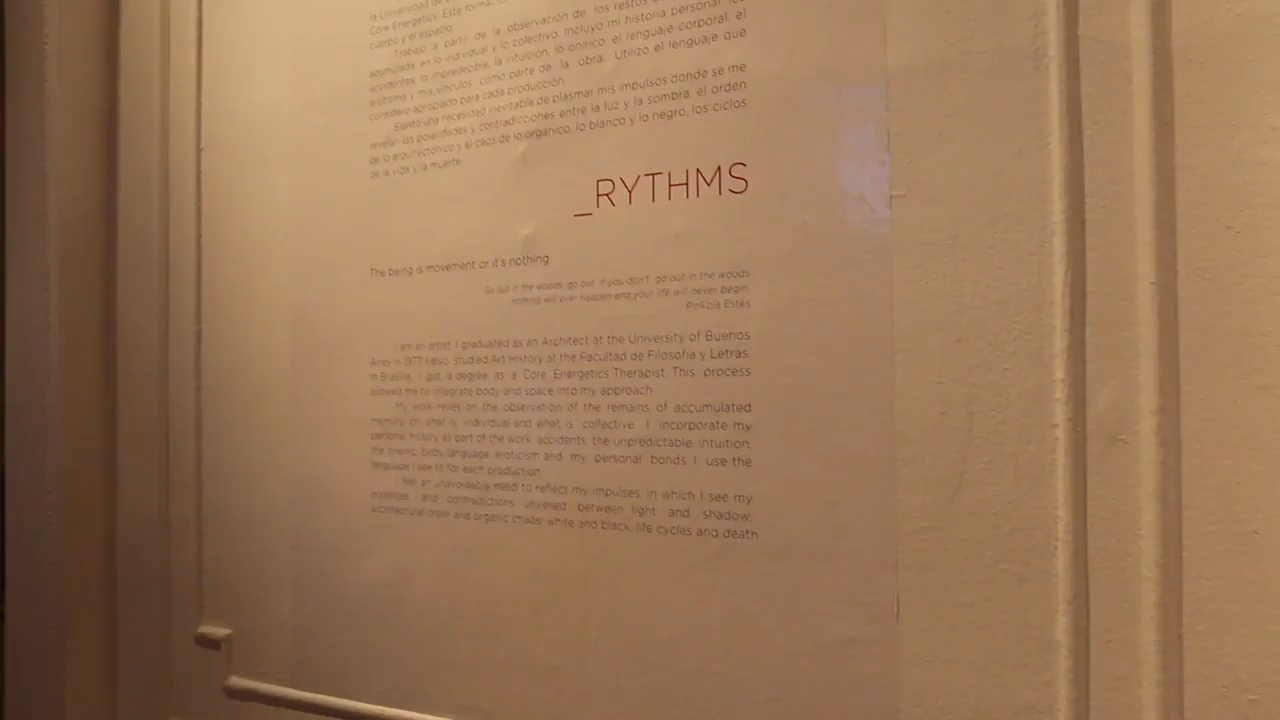 la Universidad de
Core Energetics. Esta formación
cuerpo y el espacio.
Trabajo a partir de la observación de los restos
acumulada, en lo individual y lo colectivo. Incluyo mi historia personal, los
accidentes, lo impredecible, la intuición, lo onírico, el lenguaje corporal, el
erotismo y mis vínculos como parte de la obra. Utilizo el lenguaje que
considero apropiado para cada producción.
Siento una necesidad inevitable de plasmar mis impulsos donde se me
revelan las polaridades y contradicciones entre la luz y la sombra, el orden
de lo arquitectónico y el caos de lo orgánico, lo blanco y lo negro, los ciclos
de la vida y la muerte.
_RYTHMS
The being is movement or it's nothing.
Go out in the woods, go out. If you don't go out in the woods
nothing will ever happen and your life will never begin.
Pinkola Estés
I am an artist. I graduated as an Architect at the University of Buenos
Aires in 1977. I also studied Art History at the Facultad de Filosofía y Letras.
In Brasilia, I got a degree as a Core Energetics Therapist. This process
allowed me to integrate body and space into my approach.
My work relies on the observation of the remains of accumulated
memory, on what is individual and what is collective. I incorporate my
personal history as part of the work, accidents, the unpredictable, intuition,
the oneiric, body language, eroticism and my personal bonds. I use the
language I see fit for each production.
I feel an unavoidable need to reflect my impulses, in which I see my
polarities and contradictions unveiled between light and shadow,
architectural order and organic chaos, white and black, life cycles and death